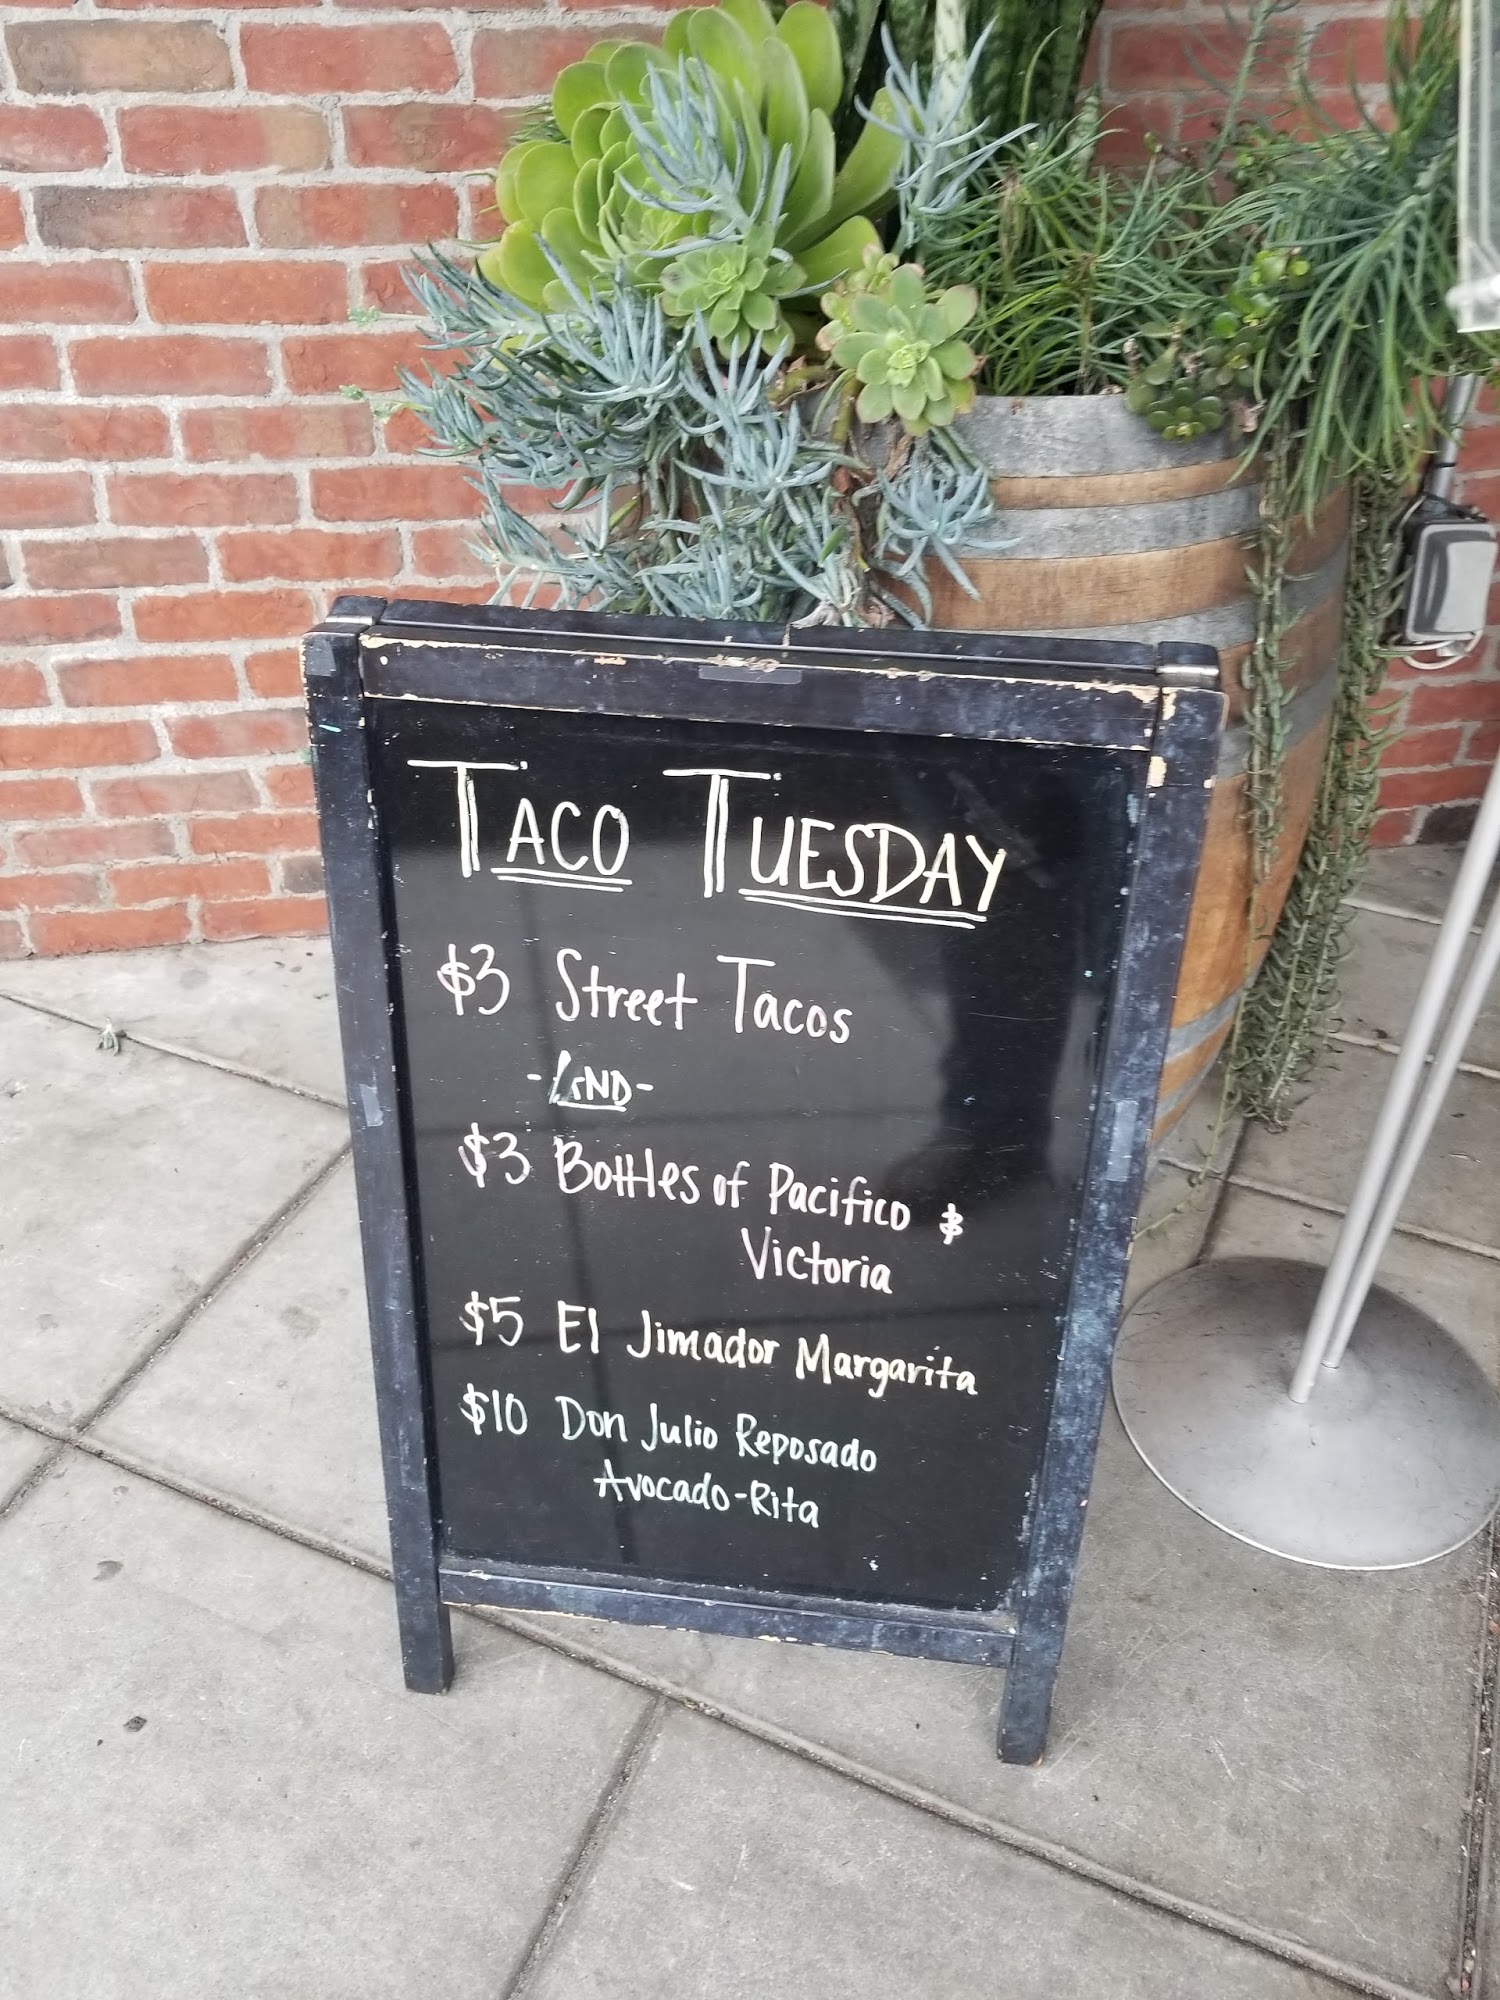 TACO TUESDAY
$3 Street Tacos
-AND-
$3 Bottles of Pacifico &
Victoria
$5 El Jimador Margarita
$10 Don Julio Reposado
Avocado-Rita